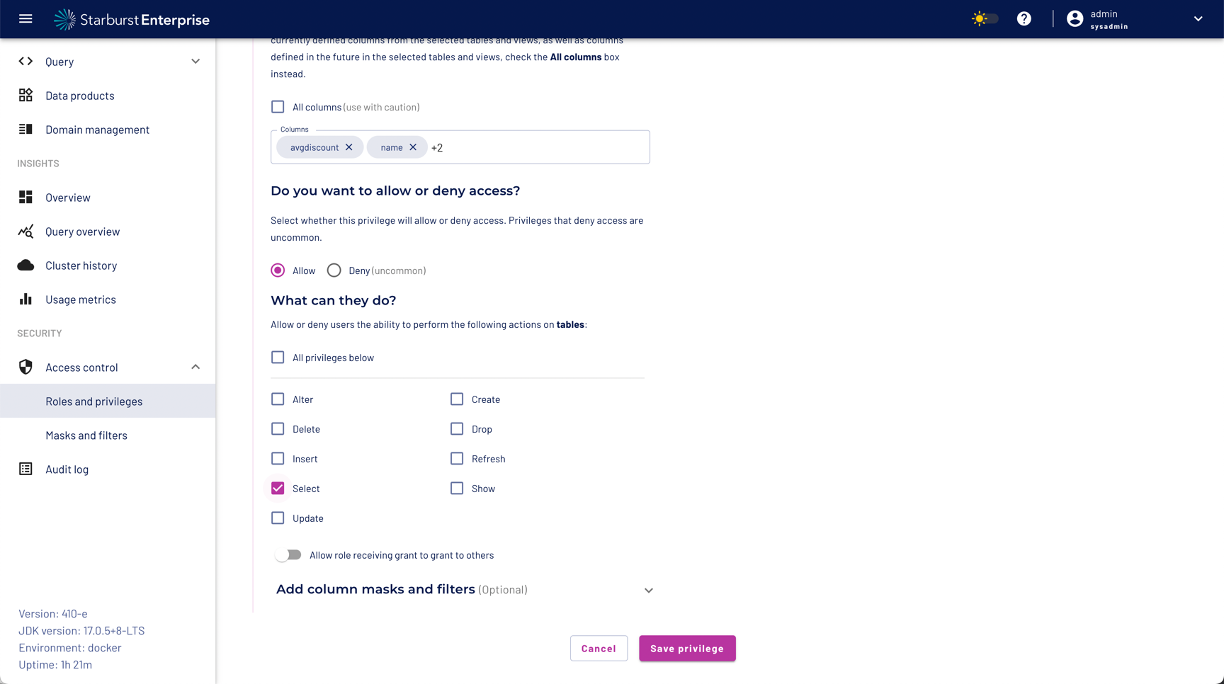 Starburst Enterprise
admin
sysadmin
Query
Data products
Domain management
INSIGHTS
Overview
Query overview
Cluster history
Usage metrics
SECURITY
Access control
Roles and privileges
Masks and filters
Audit log
Version: 410-e
JDK version: 17.0.5+8-LTS
Environment: docker
Uptime: 1h 21m
currently defined columns from the selected tables and views, as well as columns
defined in the future in the selected tables and views, check the All columns box
instead.
All columns (use with caution)
Columns
avgdiscount name +2
Do you want to allow or deny access?
Select whether this privilege will allow or deny access. Privileges that deny access are
uncommon.
Allow Deny (uncommon)
What can they do?
Allow or deny users the ability to perform the following actions on tables:
All privileges below
Alter Create
Delete Drop
Insert Refresh
Select Show
Update
Allow role receiving grant to grant to others
Add column masks and filters (Optional)
Cancel Save privilege